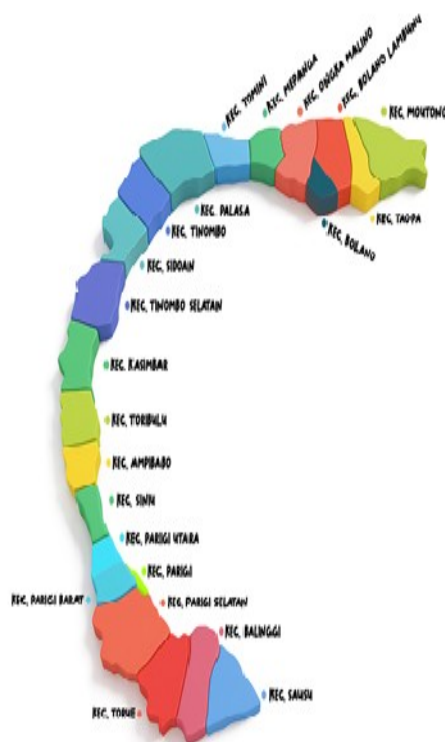 KEC. TOMINI
KEC. MEPANGA
KEC. ONGKA MALINO
KEC. BOLANO LAMBUNU
KEC. MOUTONG
KEC. TAOPA
KEC. BOLANO
KEC. PALASA
KEC. TINOMBO
KEC. SIDOAN
KEC. TINOMBO SELATAN
KEC. KASIMBAR
KEC. TORIBULU
KEC. AMPIBABO
KEC. SINIU
KEC. PARIGI UTARA
KEC. PARIGI
KEC. PARIGI BARAT
KEC. PARIGI SELATAN
KEC. BALINGGI
KEC. SAUSU
KEC. TORUE